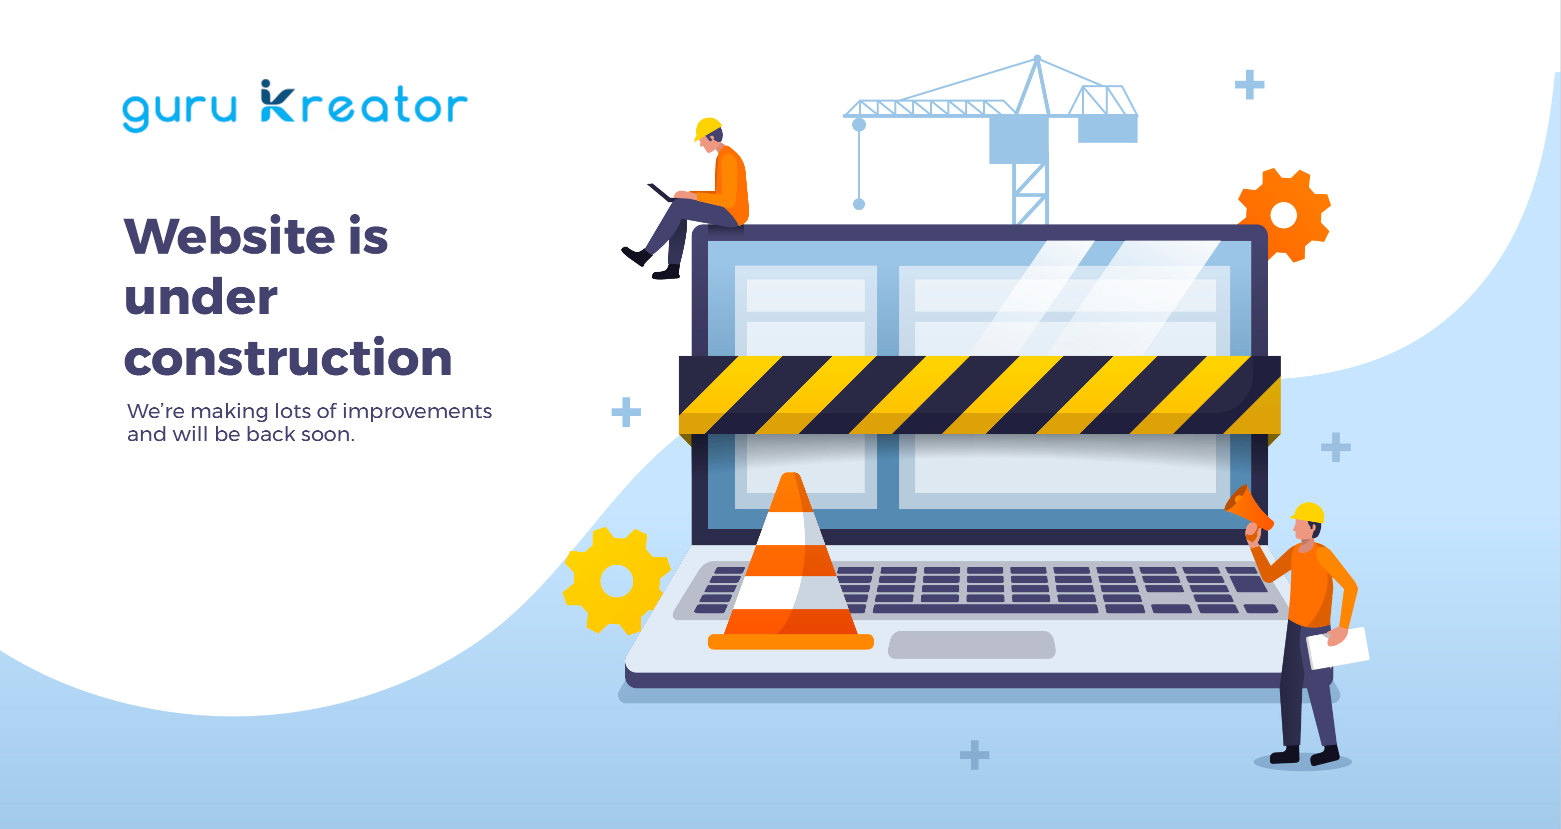 guru kreator
Website is
under
construction
We’re making lots of improvements
and will be back soon.